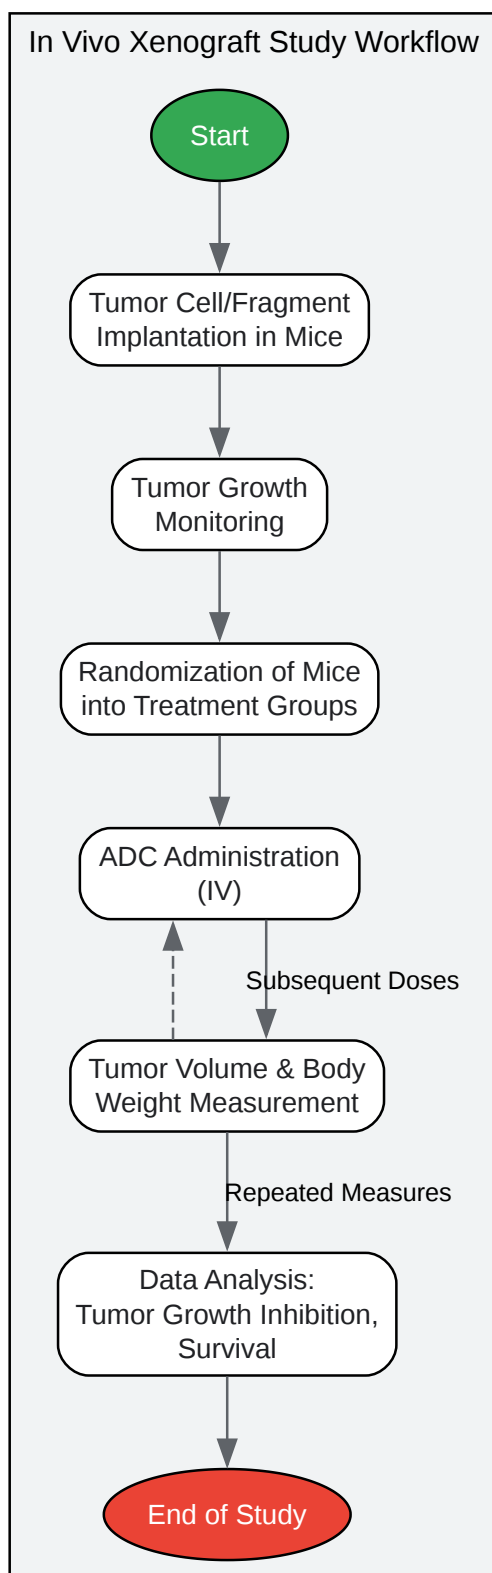 In Vivo Xenograft Study Workflow
Start
Tumor Cell/Fragment
Implantation in Mice
Tumor Growth
Monitoring
Randomization of Mice
into Treatment Groups
ADC Administration
(IV)
Subsequent Doses
Tumor Volume & Body
Weight Measurement
Repeated Measures
Data Analysis:
Tumor Growth Inhibition,
Survival
End of Study